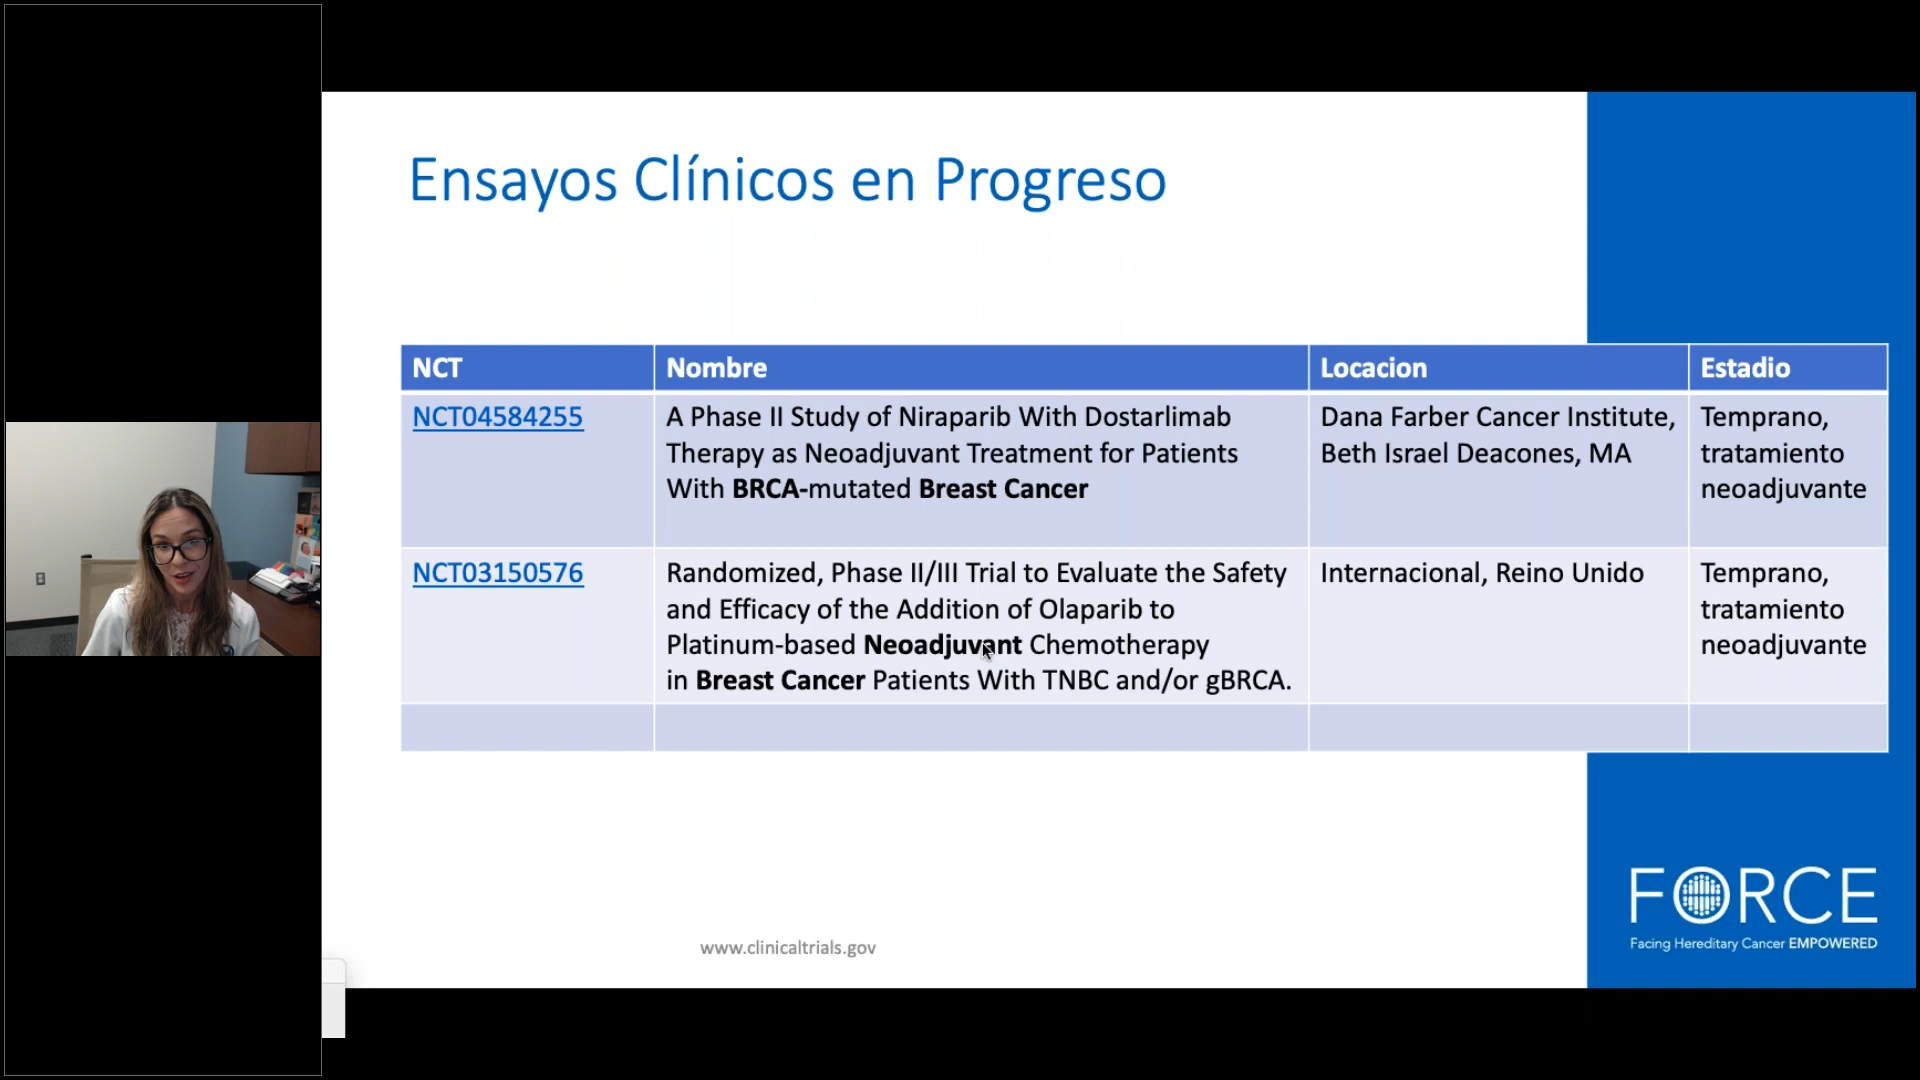 Ensayos Clínicos en Progreso
NCT
Nombre
Locacion
Estadio
NCT04584255
A Phase II Study of Niraparib With Dostarlimab
Therapy as Neoadjuvant Treatment for Patients
With BRCA-mutated Breast Cancer
Dana Farber Cancer Institute,
Beth Israel Deacones, MA
Temprano,
tratamiento
neoadjuvante
NCT03150576
Randomized, Phase II/III Trial to Evaluate the Safety
and Efficacy of the Addition of Olaparib to
Platinum-based Neoadjuvant Chemotherapy
in Breast Cancer Patients With TNBC and/or gBRCA.
Internacional, Reino Unido
Temprano,
tratamiento
neoadjuvante
www.clinicaltrials.gov
FORCE
Facing Hereditary Cancer EMPOWERED